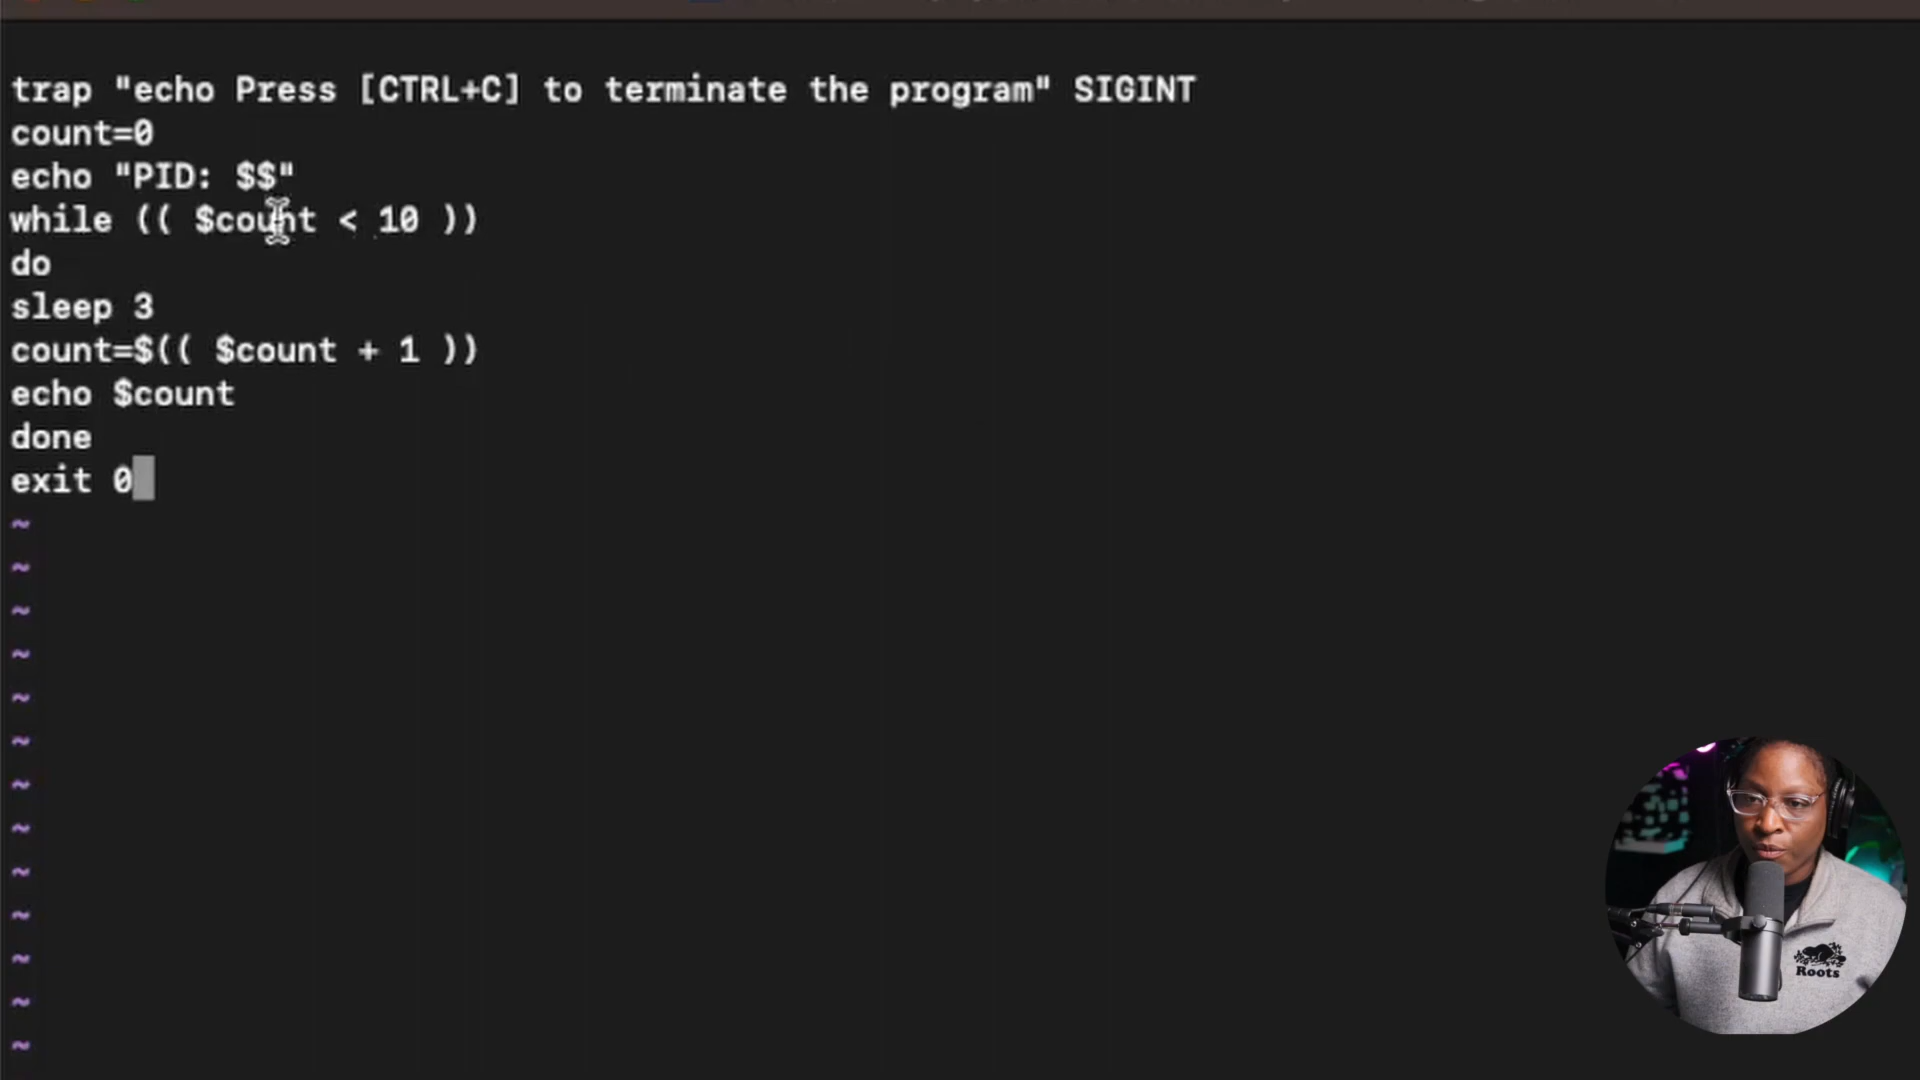 trap "echo Press [CTRL+C] to terminate the program" SIGINT
count=0
echo "PID: $$"
while (( $count < 10 ))
do
sleep 3
count=$(( $count + 1 ))
echo $count
done
exit 0
~
~
~
~
~
~
~
~
~
~
~
~
~
Roots